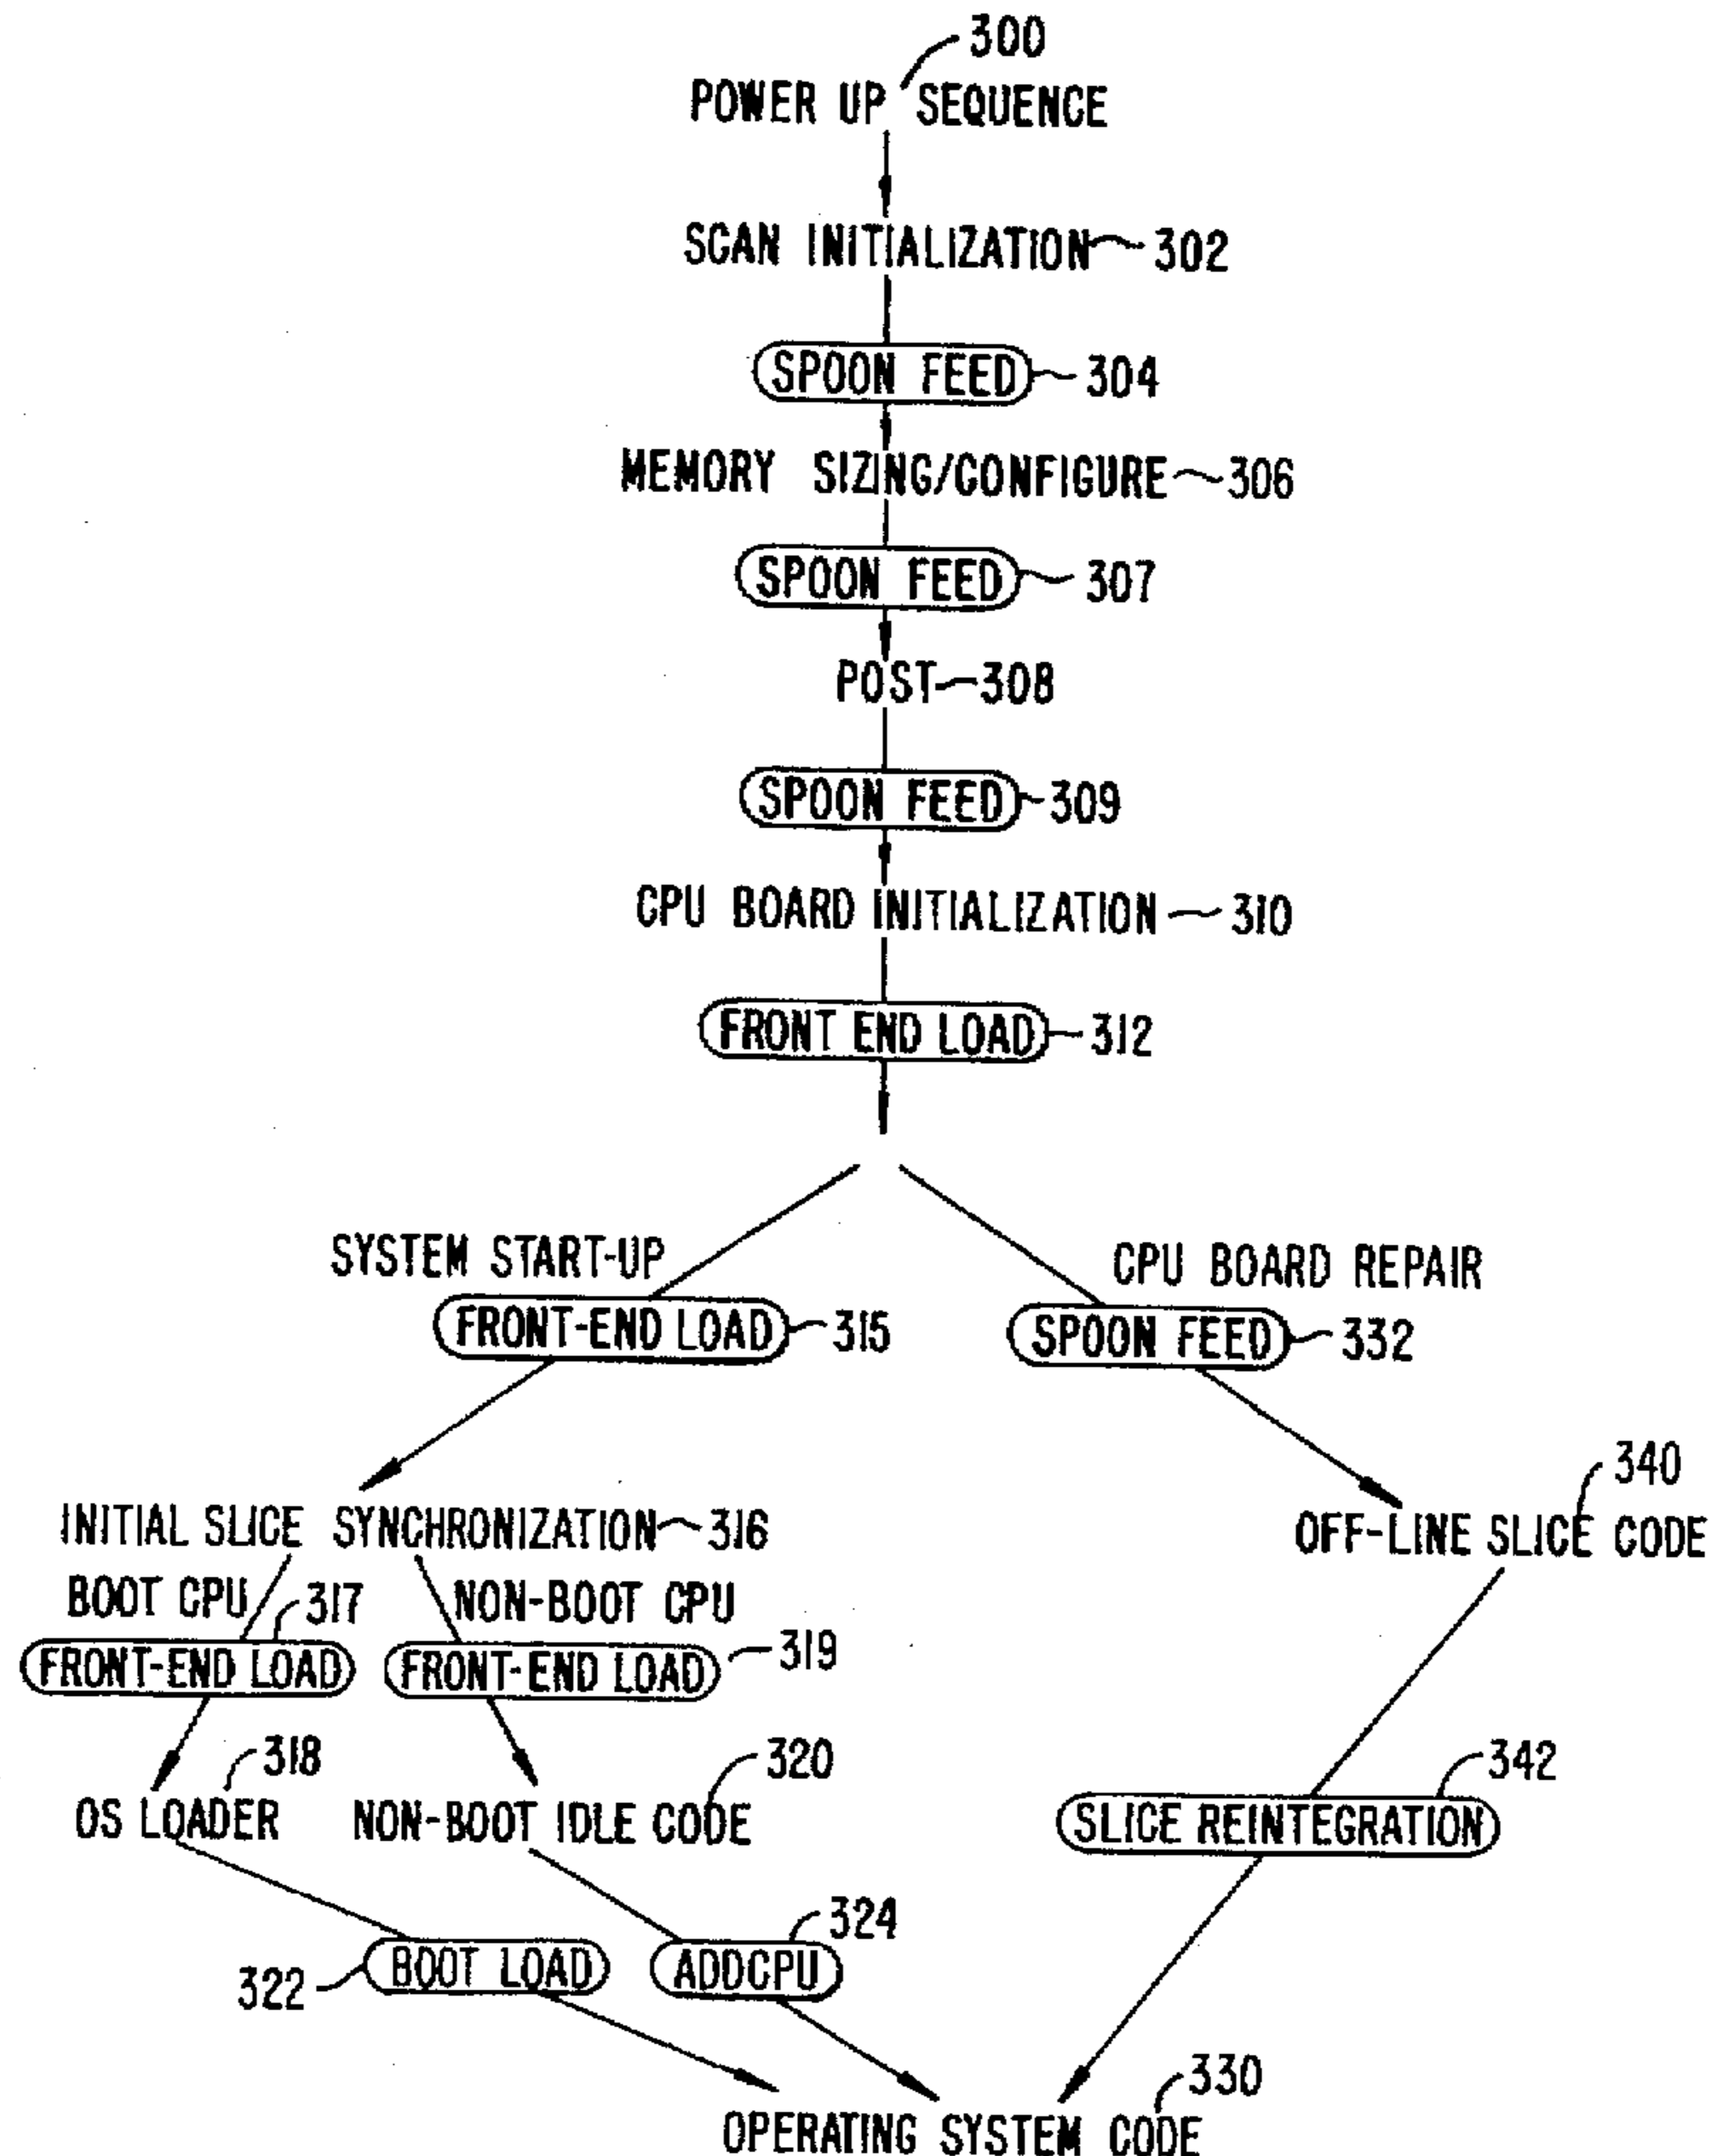 300
POWER UP SEQUENCE
SCAN INITIALIZATION 302
SPOON FEED 304
MEMORY SIZING/CONFIGURE 306
SPOON FEED 307
POST 308
SPOON FEED 309
CPU BOARD INITIALIZATION 310
FRONT END LOAD 312
SYSTEM START-UP
CPU BOARD REPAIR
FRONT-END LOAD 315
SPOON FEED 332
340
INITIAL SLICE SYNCHRONIZATION 316
OFF-LINE SLICE CODE
BOOT CPU 317
NON-BOOT CPU
FRONT-END LOAD
FRONT-END LOAD 319
318
320
342
OS LOADER
NON-BOOT IDLE CODE
SLICE REINTEGRATION
324
322 BOOT LOAD
ADDCPU
330
OPERATING SYSTEM CODE